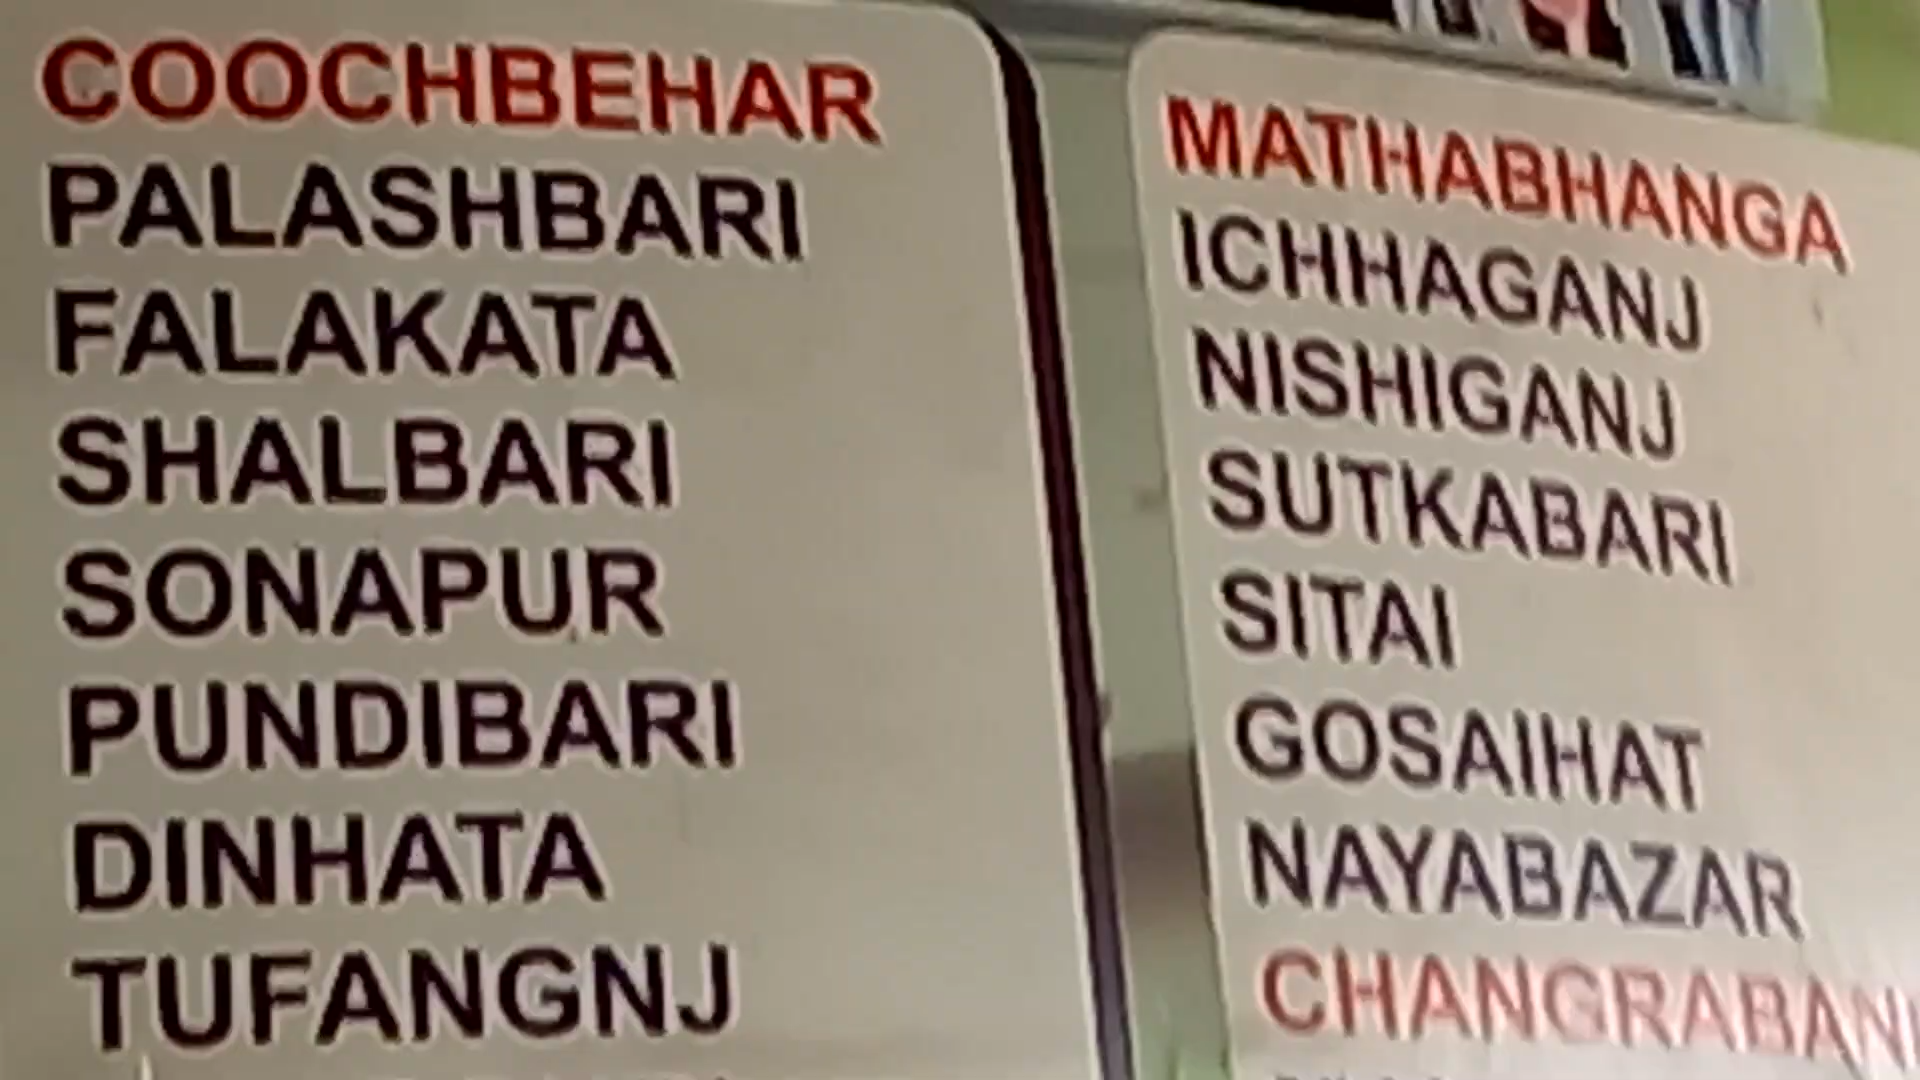 COOCHBEHAR
PALASHBARI
FALAKATA
SHALBARI
SONAPUR
PUNDIBARI
DINHATA
TUFANGNJ
MATHABHANGA
ICHHAGANJ
NISHIGANJ
SUTKABARI
SITAI
GOSAIHAT
NAYABAZAR